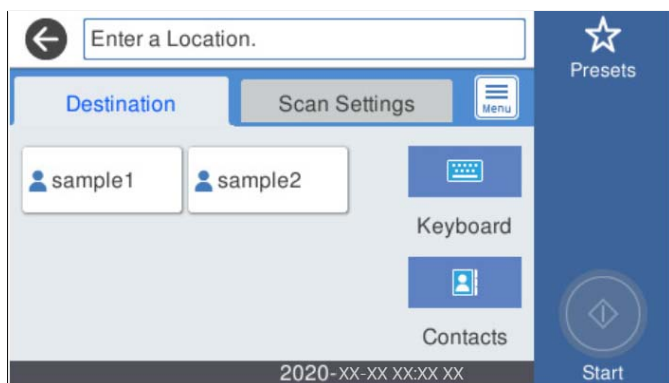 Enter a Location.
Presets
Destination
Scan Settings
Menu
sample1
sample2
Keyboard
Contacts
2020-XX-XX XX:XX XX
Start